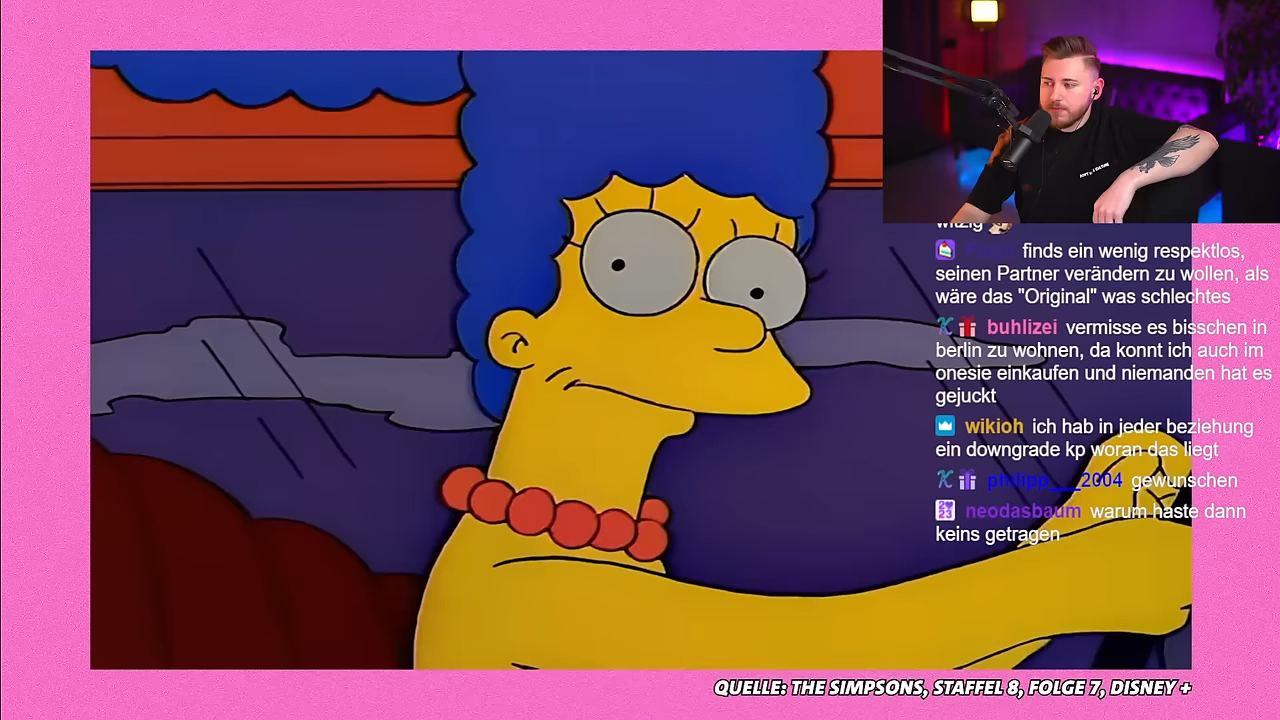 witzig
finds ein wenig respektlos,
seinen Partner verändern zu wollen, als
wäre das "Original" was schlechtes
buhlizei vermisse es bisschen in
berlin zu wohnen, da konnt ich auch im
onesie einkaufen und niemanden hat es
gejuckt
wikioh ich hab in jeder beziehung
ein downgrade kp woran das liegt
philipp___2004 gewunschen
neodasbaum warum haste dann
keins getragen
QUELLE: THE SIMPSONS, STAFFEL 8, FOLGE 7, DISNEY +